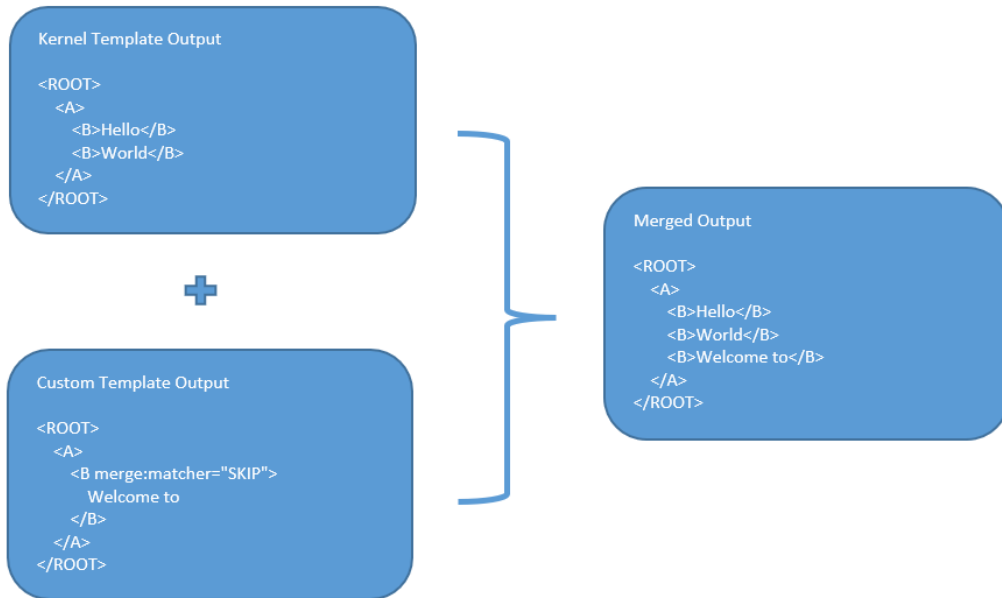 Kernel Template Output
<ROOT>
<A>
<B>Hello</B>
<B>World</B>
</A>
</ROOT>
Custom Template Output
<ROOT>
<A>
<B merge:matcher="SKIP">
Welcome to
</B>
</A>
</ROOT>
Merged Output
<ROOT>
<A>
<B>Hello</B>
<B>World</B>
<B>Welcome to</B>
</A>
</ROOT>